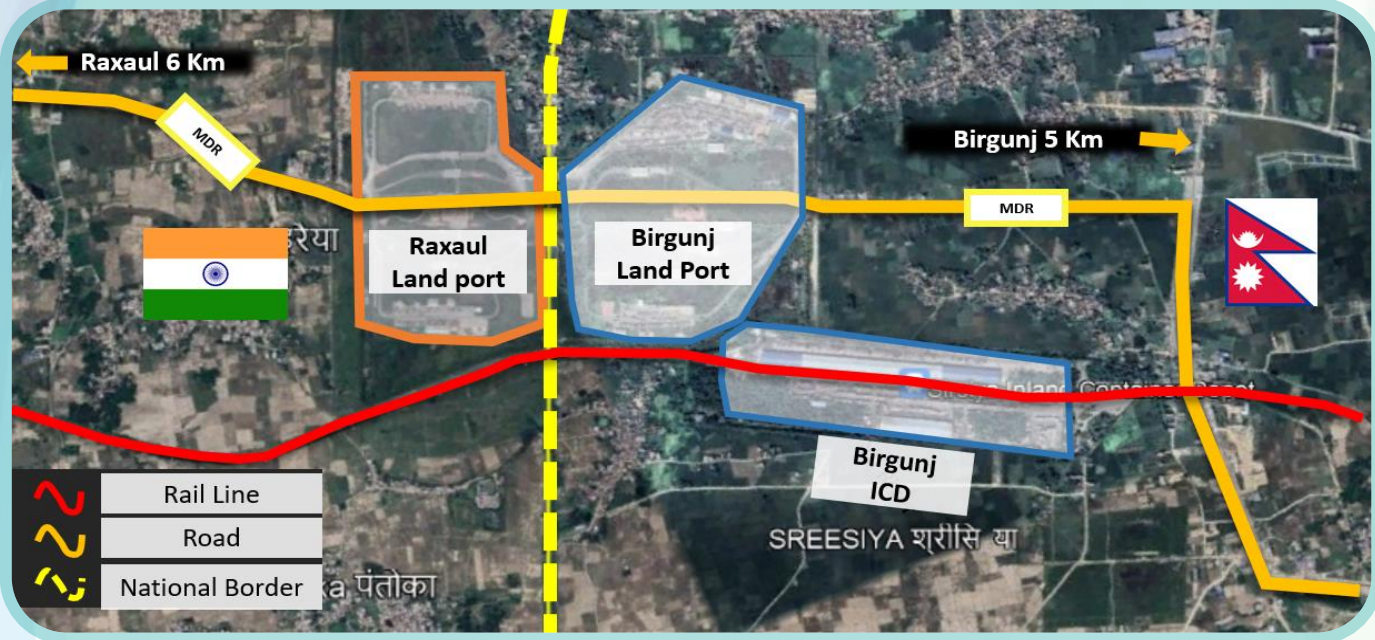 Raxaul 6 Km
MDR
Birgunj 5 Km
MDR
Raxaul
Land port
Birgunj
Land Port
Birgunj
ICD
SREESIYA श्रीसि या
Rail Line
Road
National Border
पंतोका
Inland Container Depot